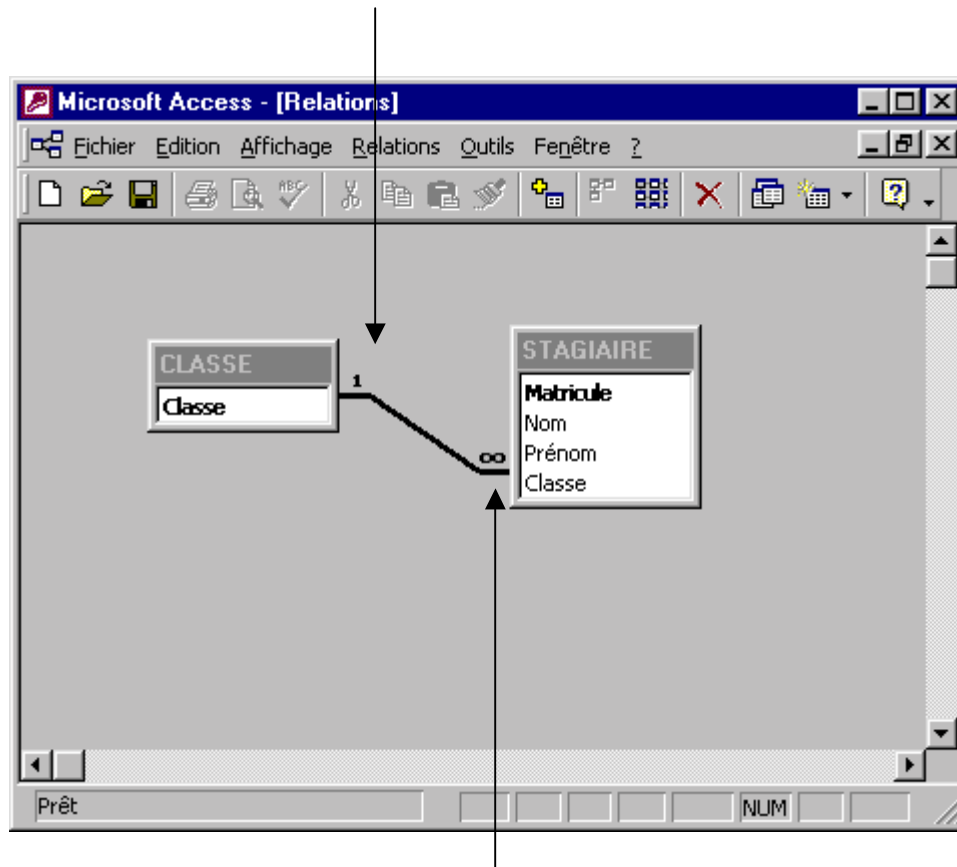 Microsoft Access - [Relations]
Fichier Edition Affichage Relations Outils Fenêtre ?
ABC
CLASSE
Classe
1
∞
STAGIAIRE
Matricule
Nom
Prénom
Classe
Prêt
NUM